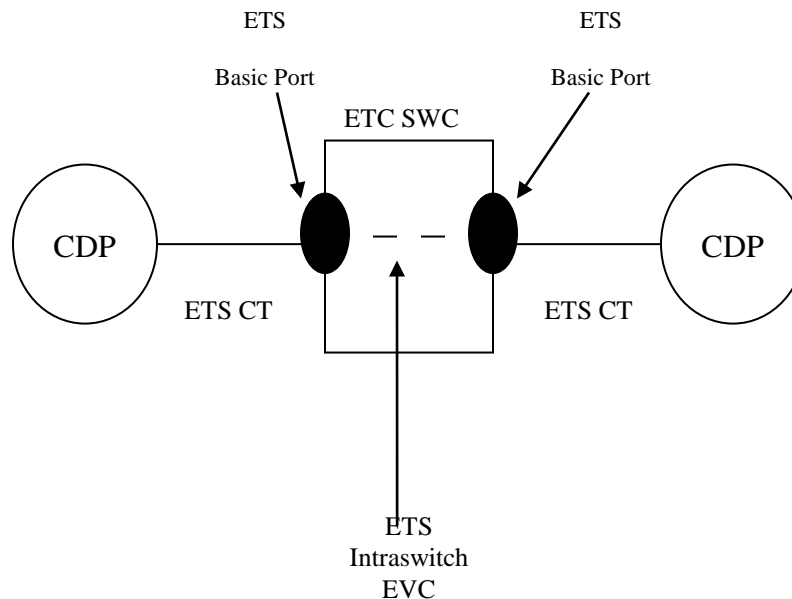 ETS
ETS
Basic Port
Basic Port
ETC SWC
CDP
CDP
ETS CT
ETS CT
ETS
Intraswitch
EVC